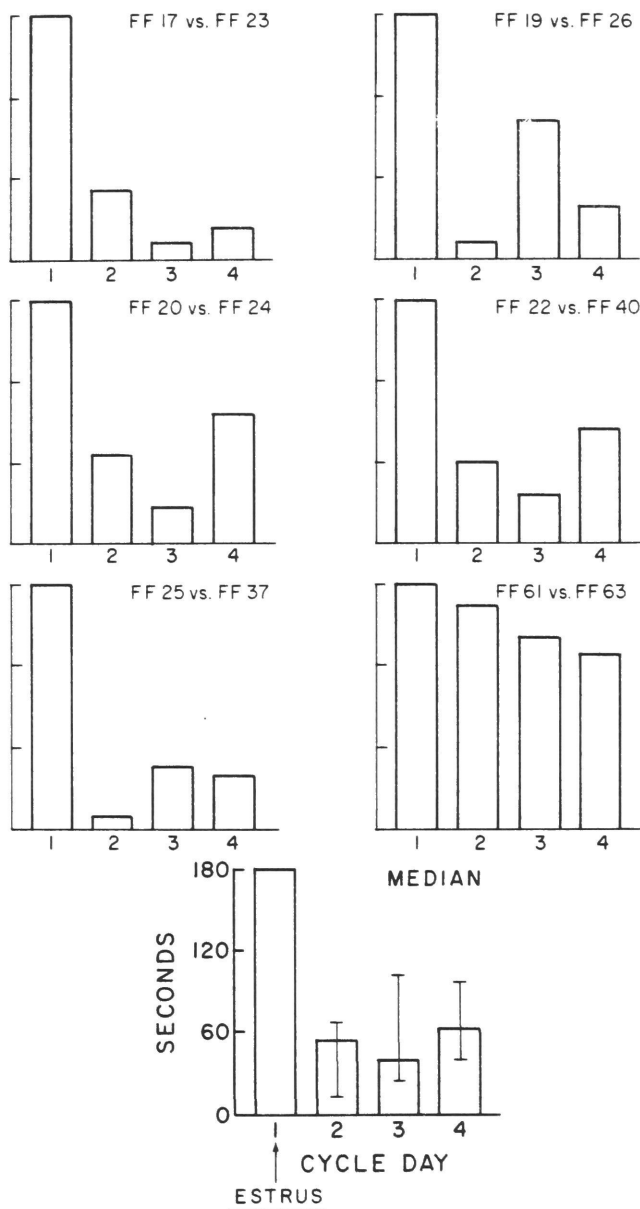 FF 17 vs. FF 23
1 2 3 4
FF 19 vs. FF 26
1 2 3 4
FF 20 vs. FF 24
1 2 3 4
FF 22 vs. FF 40
1 2 3 4
FF 25 vs. FF 37
1 2 3 4
FF 61 vs. FF 63
1 2 3 4
MEDIAN
SECONDS
180
120
60
0
1 2 3 4
CYCLE DAY
ESTRUS